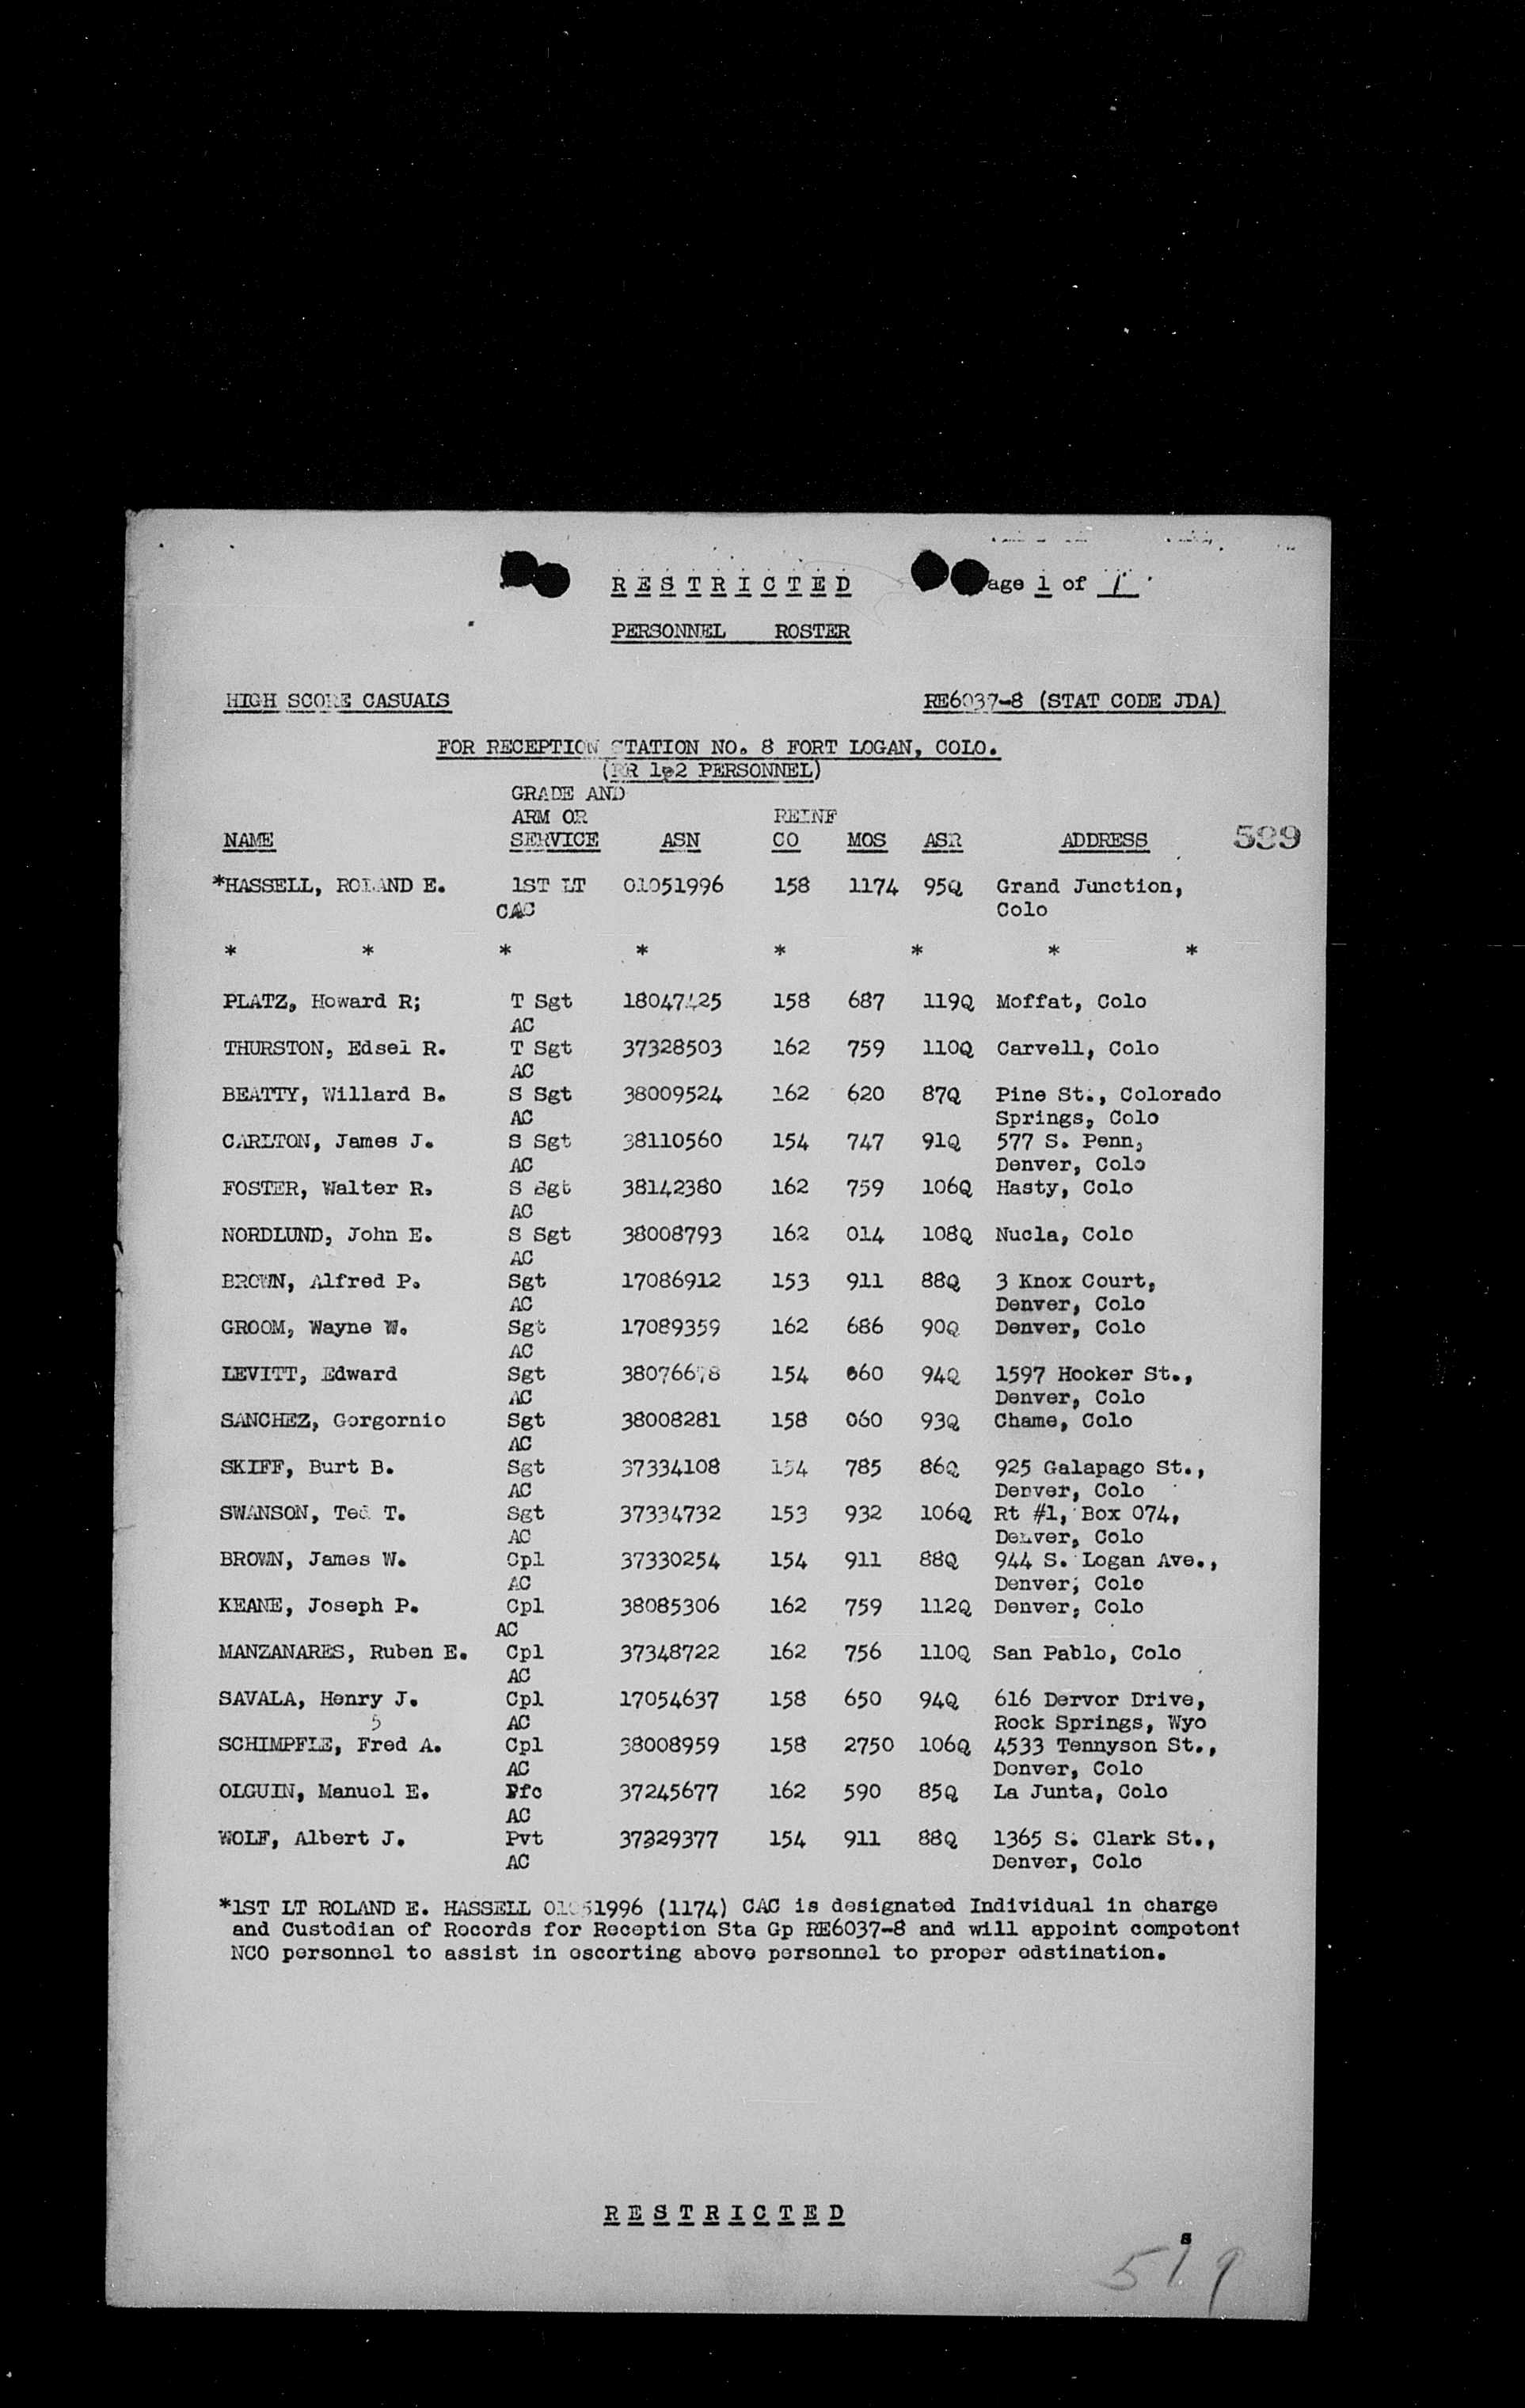 R E S T R I C T E D age 1 of 1
PERSONNEL ROSTER
HIGH SCORE CASUALS RE6037-8 (STAT CODE JDA)
FOR RECEPTION STATION NO. 8 FORT LOGAN, COLO.
PERSONNEL)
GRADE AND
ARM OR REINF
NAME SERVICE ASN CO MOS ASR ADDRESS 599
*HASSELL, ROLAND E. 1ST LT 01051996 158 1174 95Q Grand Junction,
CAC Colo
* * * * * * * *
PLATZ, Howard R; T Sgt 18047425 158 687 119Q Moffat, Colo
AC
THURSTON, Edsel R. T Sgt 37328503 162 759 110Q Carvell, Colo
AC
BEATTY, Willard B. S Sgt 38009524 162 620 87Q Pine St., Colorado
AC Springs, Colo
CARLTON, James J. S Sgt 38110560 154 747 91Q 577 S. Penn,
AC Denver, Colo
FOSTER, Walter R. S Sgt 38142380 162 759 106Q Hasty, Colo
AC
NORDLUND, John E. S Sgt 38008793 162 014 108Q Nucla, Colo
AC
BROWN, Alfred P. Sgt 17086912 153 911 88Q 3 Knox Court,
AC Denver, Colo
GROOM, Wayne W. Sgt 17089359 162 686 90Q Denver, Colo
AC
LEVITT, Edward Sgt 154 060 94Q 1597 Hooker St.,
AC Denver, Colo
SANCHEZ, Gorgornio Sgt 38008281 158 060 93Q Chame, Colo
AC
SKIFF, Burt B. Sgt 37334108 154 785 86Q 925 Galapago St.,
AC Denver, Colo
SWANSON, Ted T. Sgt 37334732 153 932 106Q Rt #1, Box 074,
AC Denver, Colo
BROWN, James W. Cpl 37330254 154 911 88Q 944 S. Logan Ave.,
AC Denver, Colo
KEANE, Joseph P. Cpl 38085306 162 759 112Q Denver, Colo
AC
MANZANARES, Ruben E. Cpl 37348722 162 756 110Q San Pablo, Colo
AC
SAVALA, Henry J. Cpl 17054637 158 650 94Q 616 Dervor Drive,
5 AC Rock Springs, Wyo
SCHIMPFLE, Fred A. Cpl 38008959 158 2750 106Q 4533 Tennyson St.,
AC Denver, Colo
OLGUIN, Manuel E. Pfc 37245677 162 590 85Q La Junta, Colo
AC
WOLF, Albert J. Pvt 37329377 154 911 88Q 1365 S. Clark St.,
AC Denver, Colo
*1ST LT ROLAND E. HASSELL 01051996 (1174) CAC is designated Individual in charge
and Custodian of Records for Reception Sta Gp RE6037-8 and will appoint competent
NCO personnel to assist in escorting above personnel to proper edstination.
R E S T R I C T E D
s
519